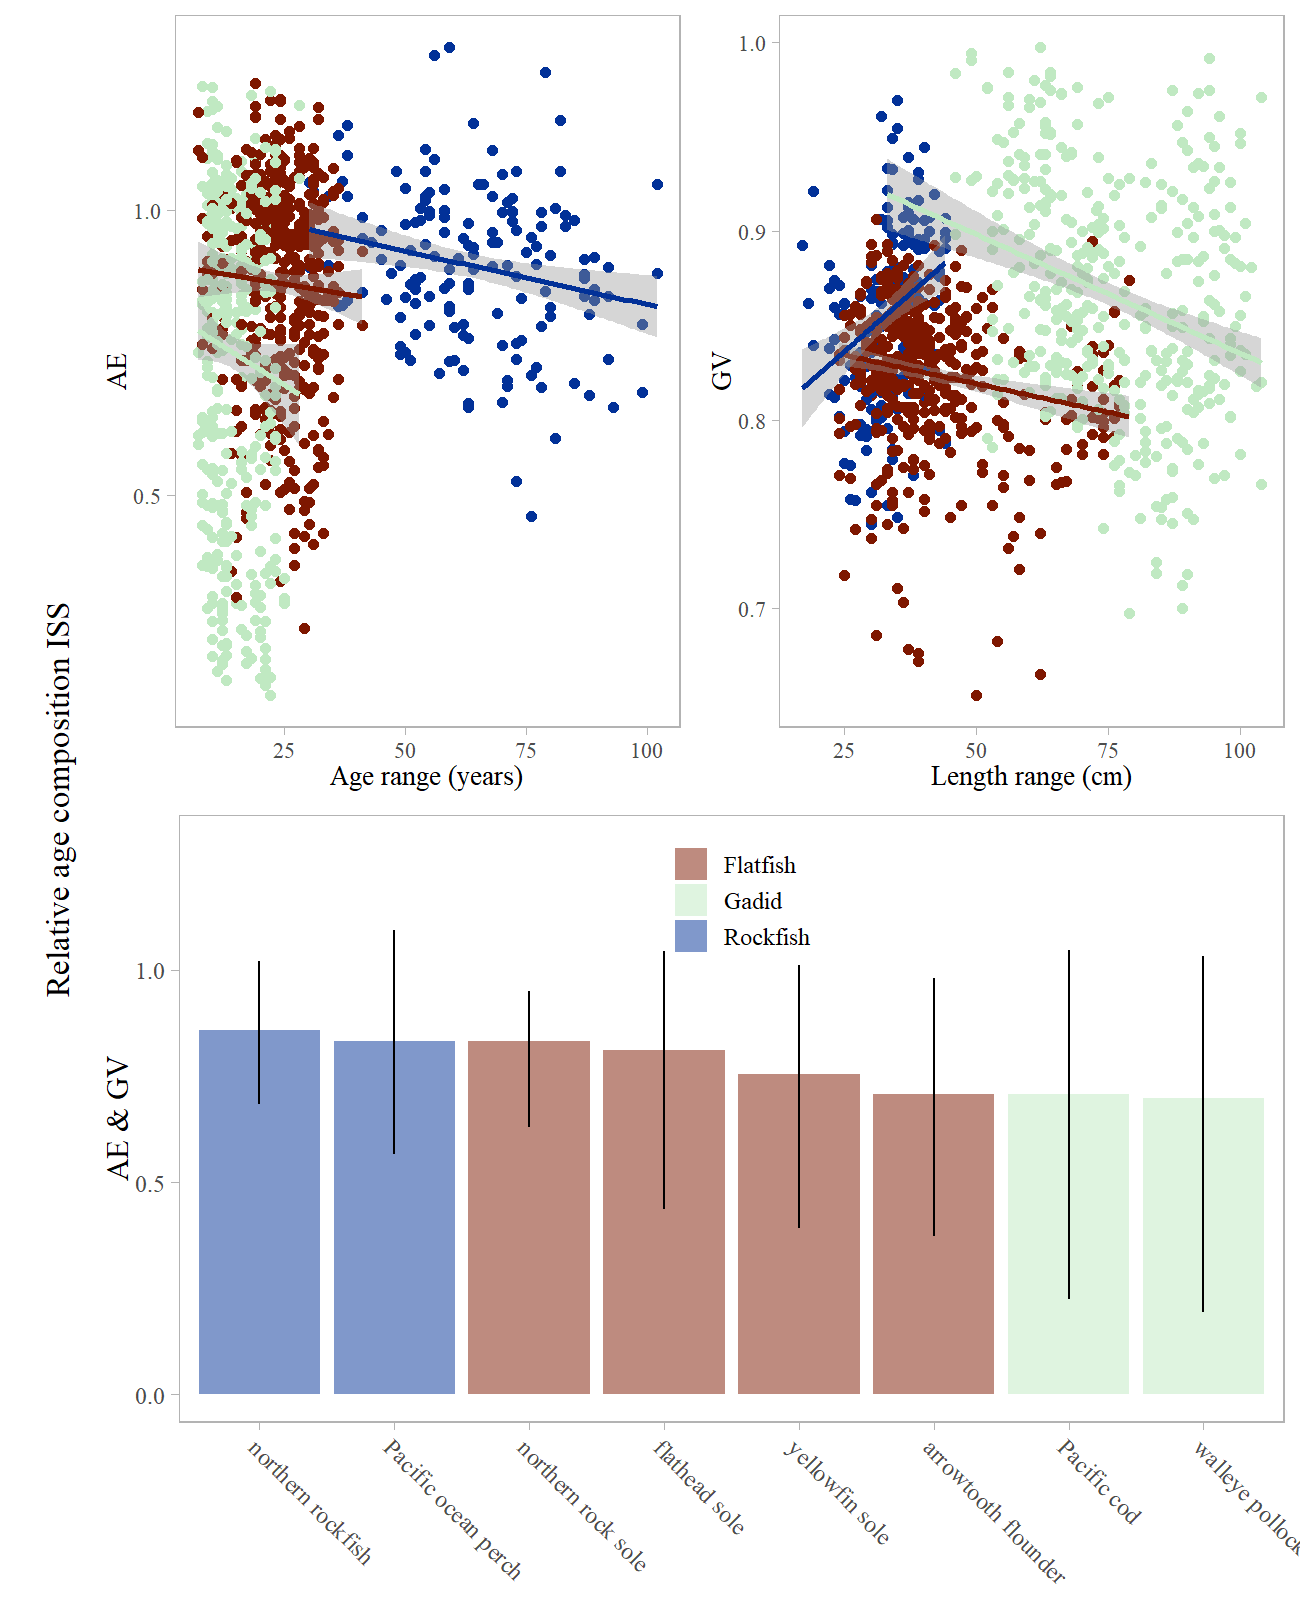 Relative age composition ISS
AE
1.0
0.5
25 50 75 100
Age range (years)
GV
1.0
0.9
0.8
0.7
25 50 75 100
Length range (cm)
AE & GV
1.0
0.5
0.0
Flatfish
Gadid
Rockfish
northern rockfish
Pacific ocean perch
northern rock sole
flathead sole
yellowfin sole
arrowtooth flounder
Pacific cod
walleye pollock